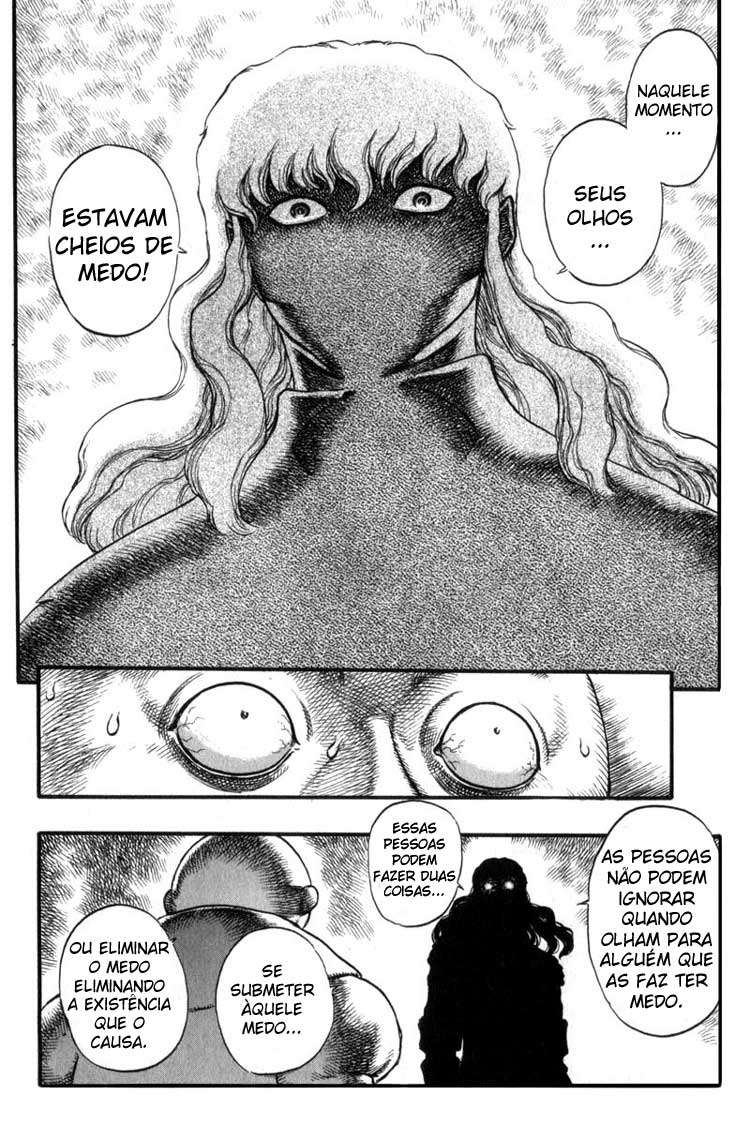 NAQUELE
MOMENTO
...
SEUS
OLHOS
...
ESTAVAM
CHEIOS DE
MEDO!
AS PESSOAS
NÃO PODEM
IGNORAR
QUANDO
OLHAM PARA
ALGUÉM QUE
AS FAZ TER
MEDO.
ESSAS
PESSOAS
PODEM
FAZER DUAS
COISAS...
SE
SUBMETER
ÀQUELE
MEDO...
OU ELIMINAR
O MEDO
ELIMINANDO
A EXISTÊNCIA
QUE O
CAUSA.